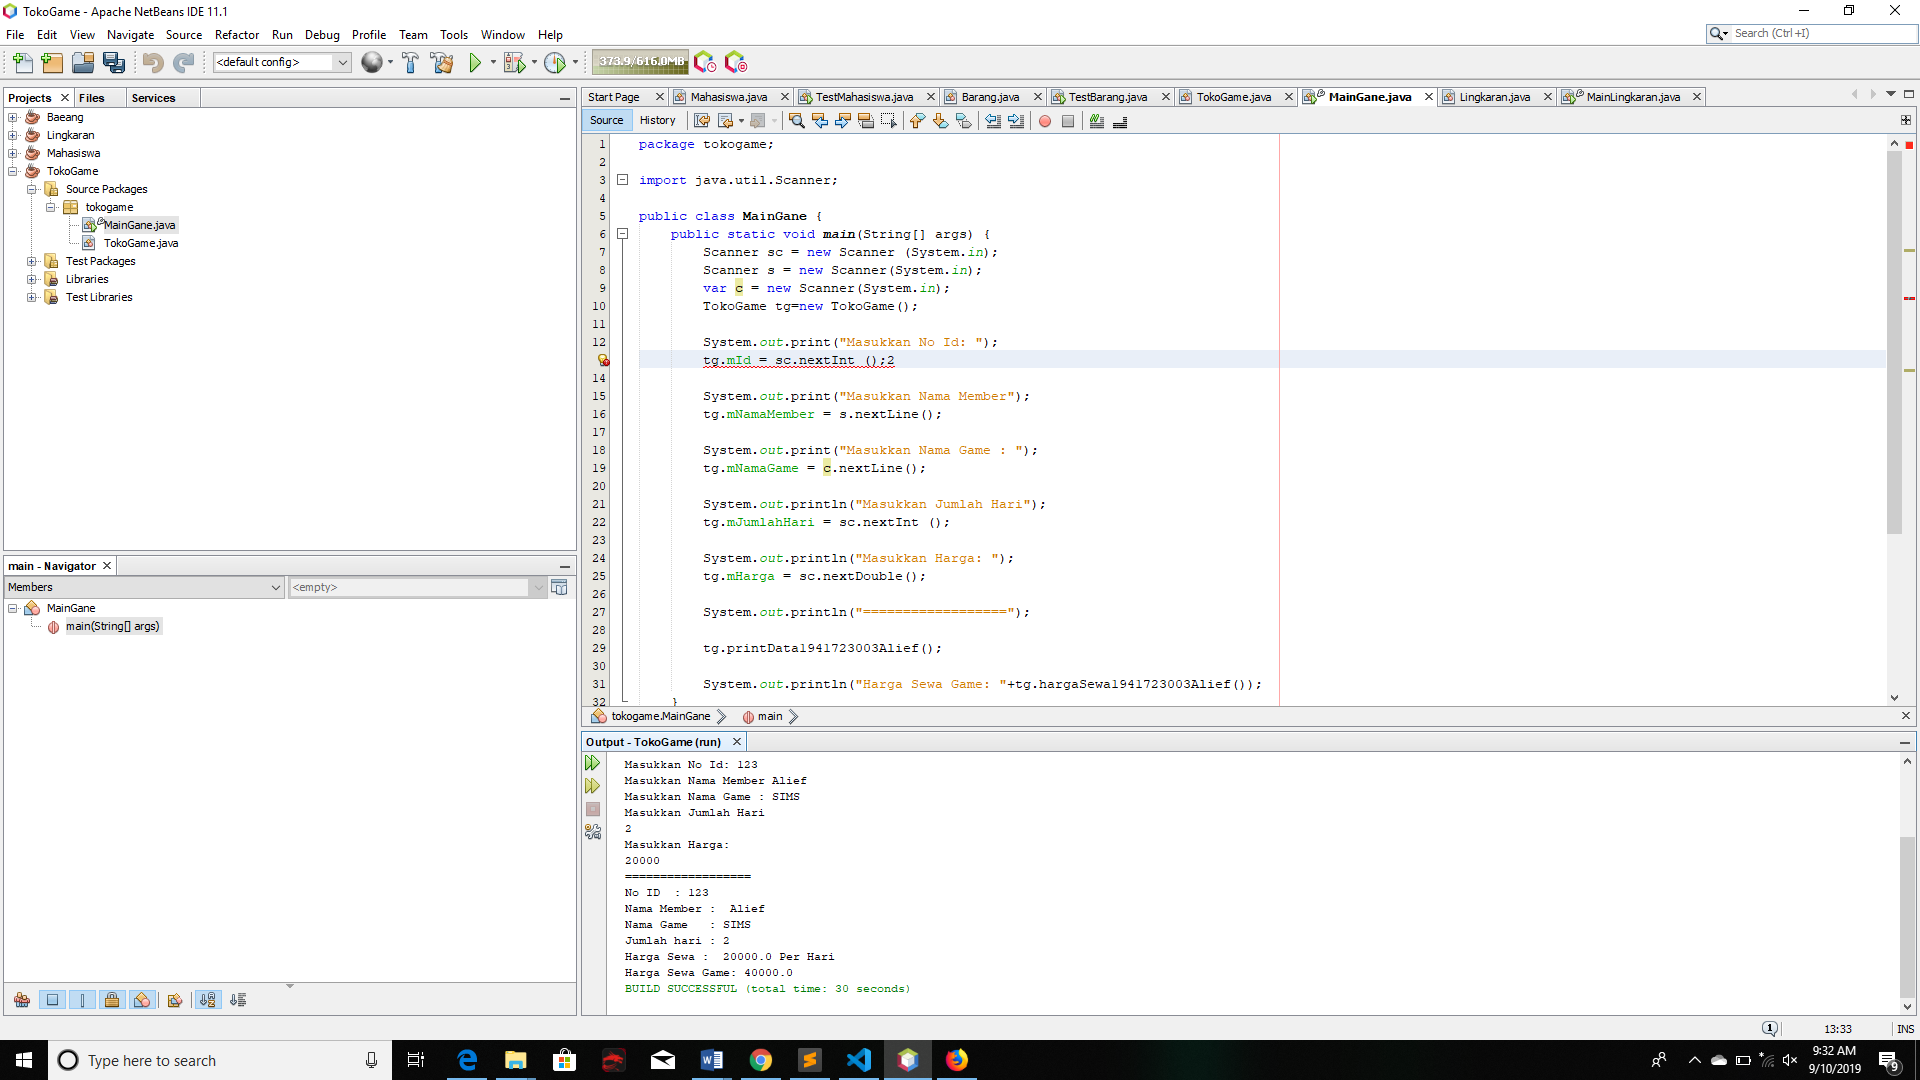 TokoGame - Apache NetBeans IDE 11.1
File Edit View Navigate Source Refactor Run Debug Profile Team Tools Window Help
Search (Ctrl+I)
<default config>
373.9/616.0MB
Projects Files Services
Baeang
Lingkaran
Mahasiswa
TokoGame
Source Packages
tokogame
MainGane.java
TokoGame.java
Test Packages
Libraries
Test Libraries
main - Navigator
Members <empty>
MainGane
main(String[] args)
Start Page Mahasiswa.java TestMahasiswa.java Barang.java TestBarang.java TokoGame.java MainGane.java Lingkaran.java MainLingkaran.java
Source History
1 package tokogame;
2
3 import java.util.Scanner;
4
5 public class MainGane {
6 public static void main(String[] args) {
7 Scanner sc = new Scanner (System.in);
8 Scanner s = new Scanner(System.in);
9 var c = new Scanner(System.in);
10 TokoGame tg=new TokoGame();
11
12 System.out.print("Masukkan No Id: ");
tg.mId = sc.nextInt ();2
14
15 System.out.print("Masukkan Nama Member");
16 tg.mNamaMember = s.nextLine();
17
18 System.out.print("Masukkan Nama Game : ");
19 tg.mNamaGame = c.nextLine();
20
21 System.out.println("Masukkan Jumlah Hari");
22 tg.mJumlahHari = sc.nextInt ();
23
24 System.out.println("Masukkan Harga: ");
25 tg.mHarga = sc.nextDouble();
26
27 System.out.println("==================");
28
29 tg.printData1941723003Alief();
30
31 System.out.println("Harga Sewa Game: "+tg.hargaSewa1941723003Alief());
32 }
tokogame.MainGane main
Output - TokoGame (run)
Masukkan No Id: 123
Masukkan Nama Member Alief
Masukkan Nama Game : SIMS
Masukkan Jumlah Hari
2
Masukkan Harga:
20000
==================
No ID : 123
Nama Member : Alief
Nama Game : SIMS
Jumlah hari : 2
Harga Sewa : 20000.0 Per Hari
Harga Sewa Game: 40000.0
BUILD SUCCESSFUL (total time: 30 seconds)
1 13:33 INS
Type here to search
9:32 AM
9/10/2019
9